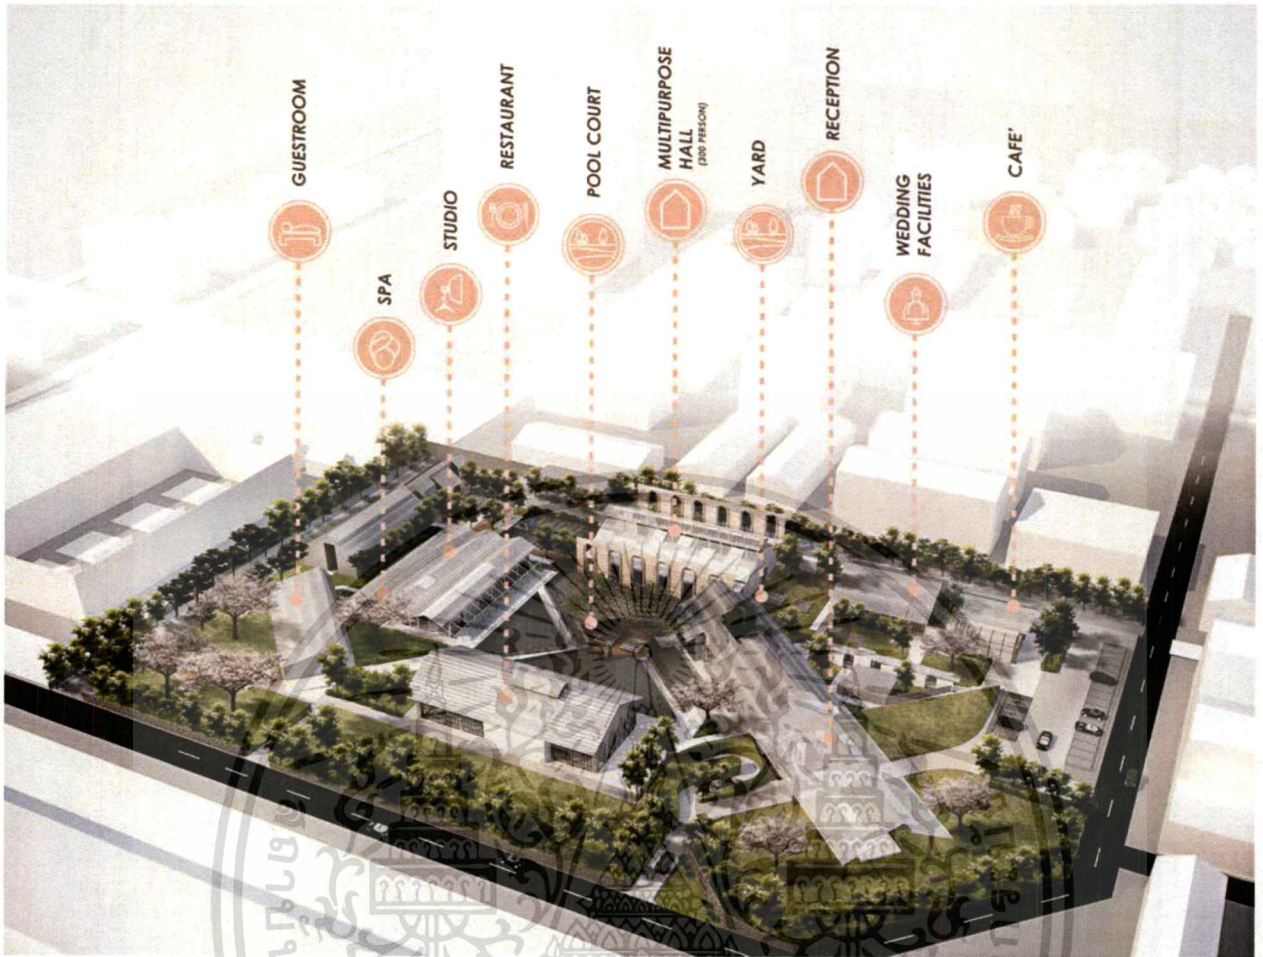 GUESTROOM
SPA
STUDIO
RESTAURANT
POOL COURT
MULTIPURPOSE
HALL
(300 PERSON)
YARD
RECEPTION
WEDDING
FACILITIES
CAFE'